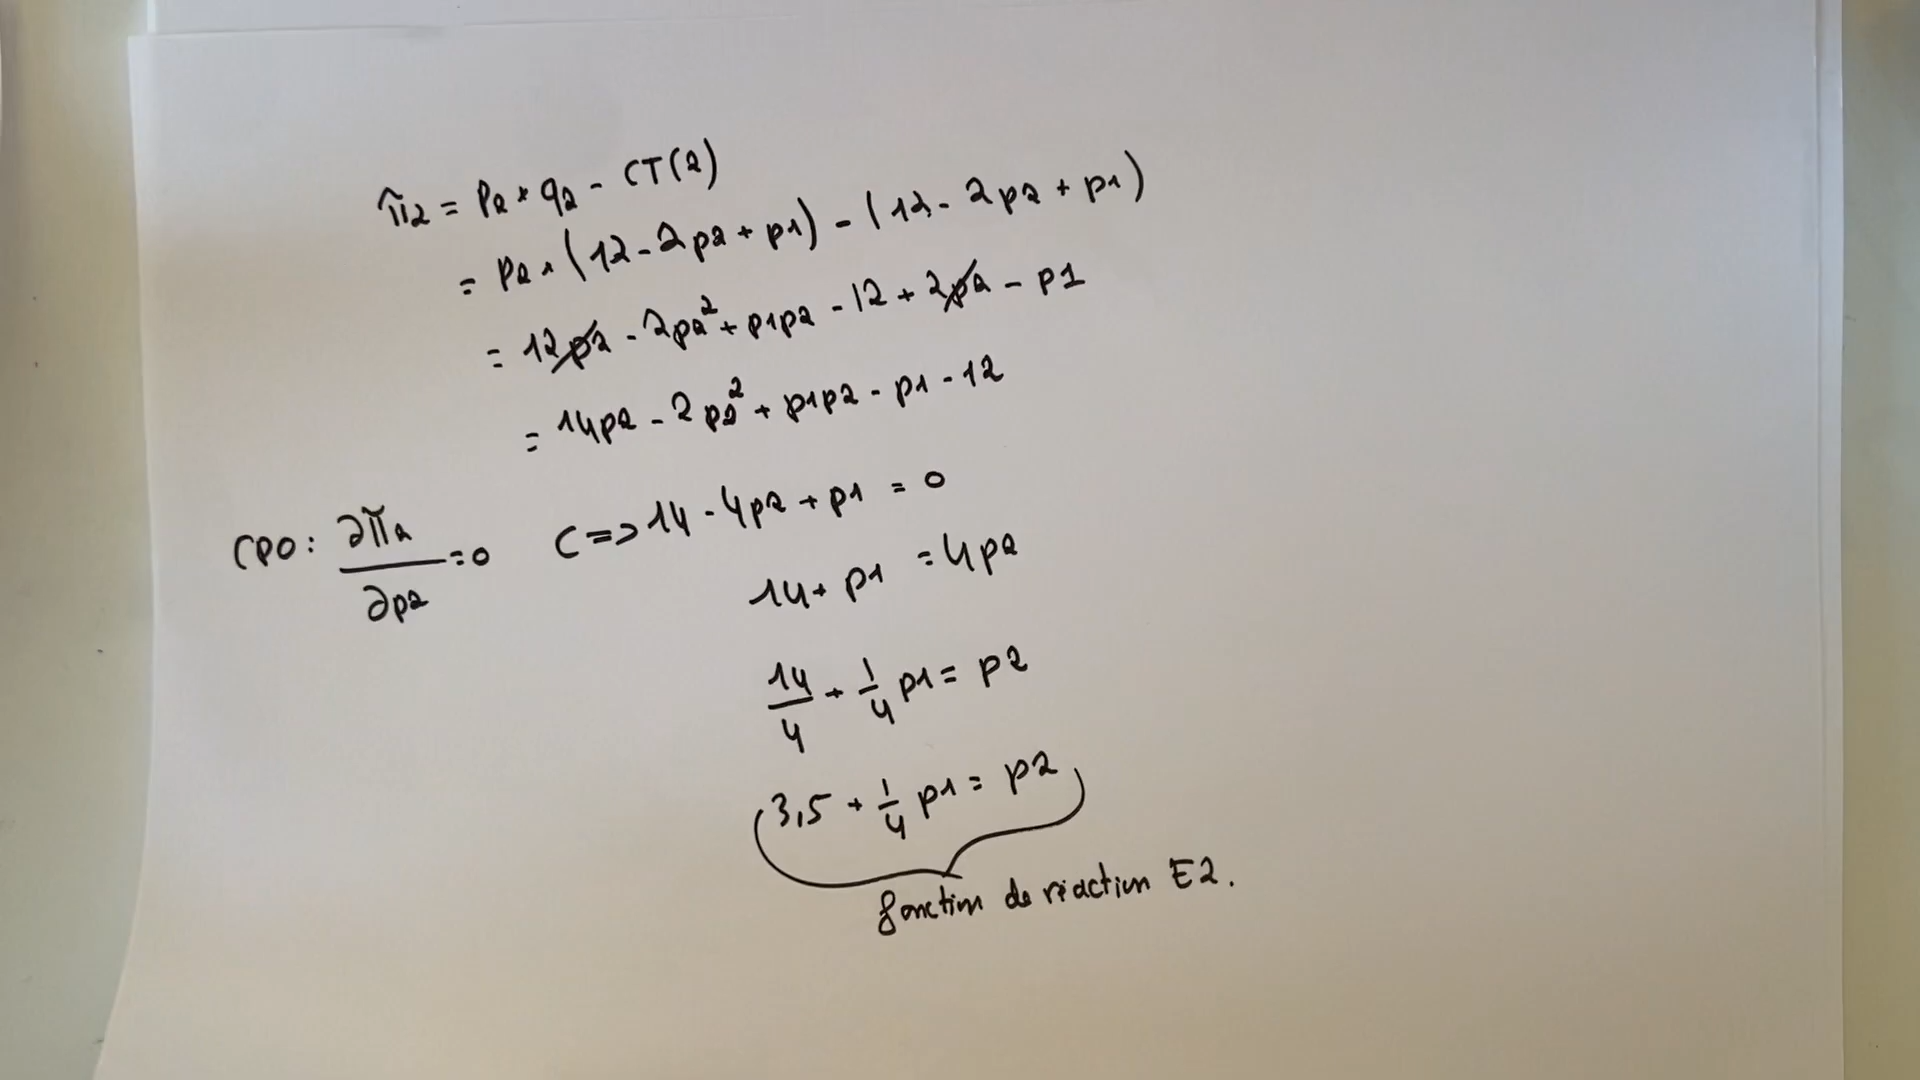 π2 = p2 * q2 - CT(2)
= p2 * (12 - 2p2 + p1) - (12 - 2p2 + p1)
= 12p2 - 2p2² + p1p2 - 12 + 2p2 - p1
= 14p2 - 2p2² + p1p2 - p1 - 12
CPO: ∂π2/∂p2 = 0 <=> 14 - 4p2 + p1 = 0
14 + p1 = 4p2
14/4 + 1/4 p1 = p2
3,5 + 1/4 p1 = p2
fonction de réaction E2.